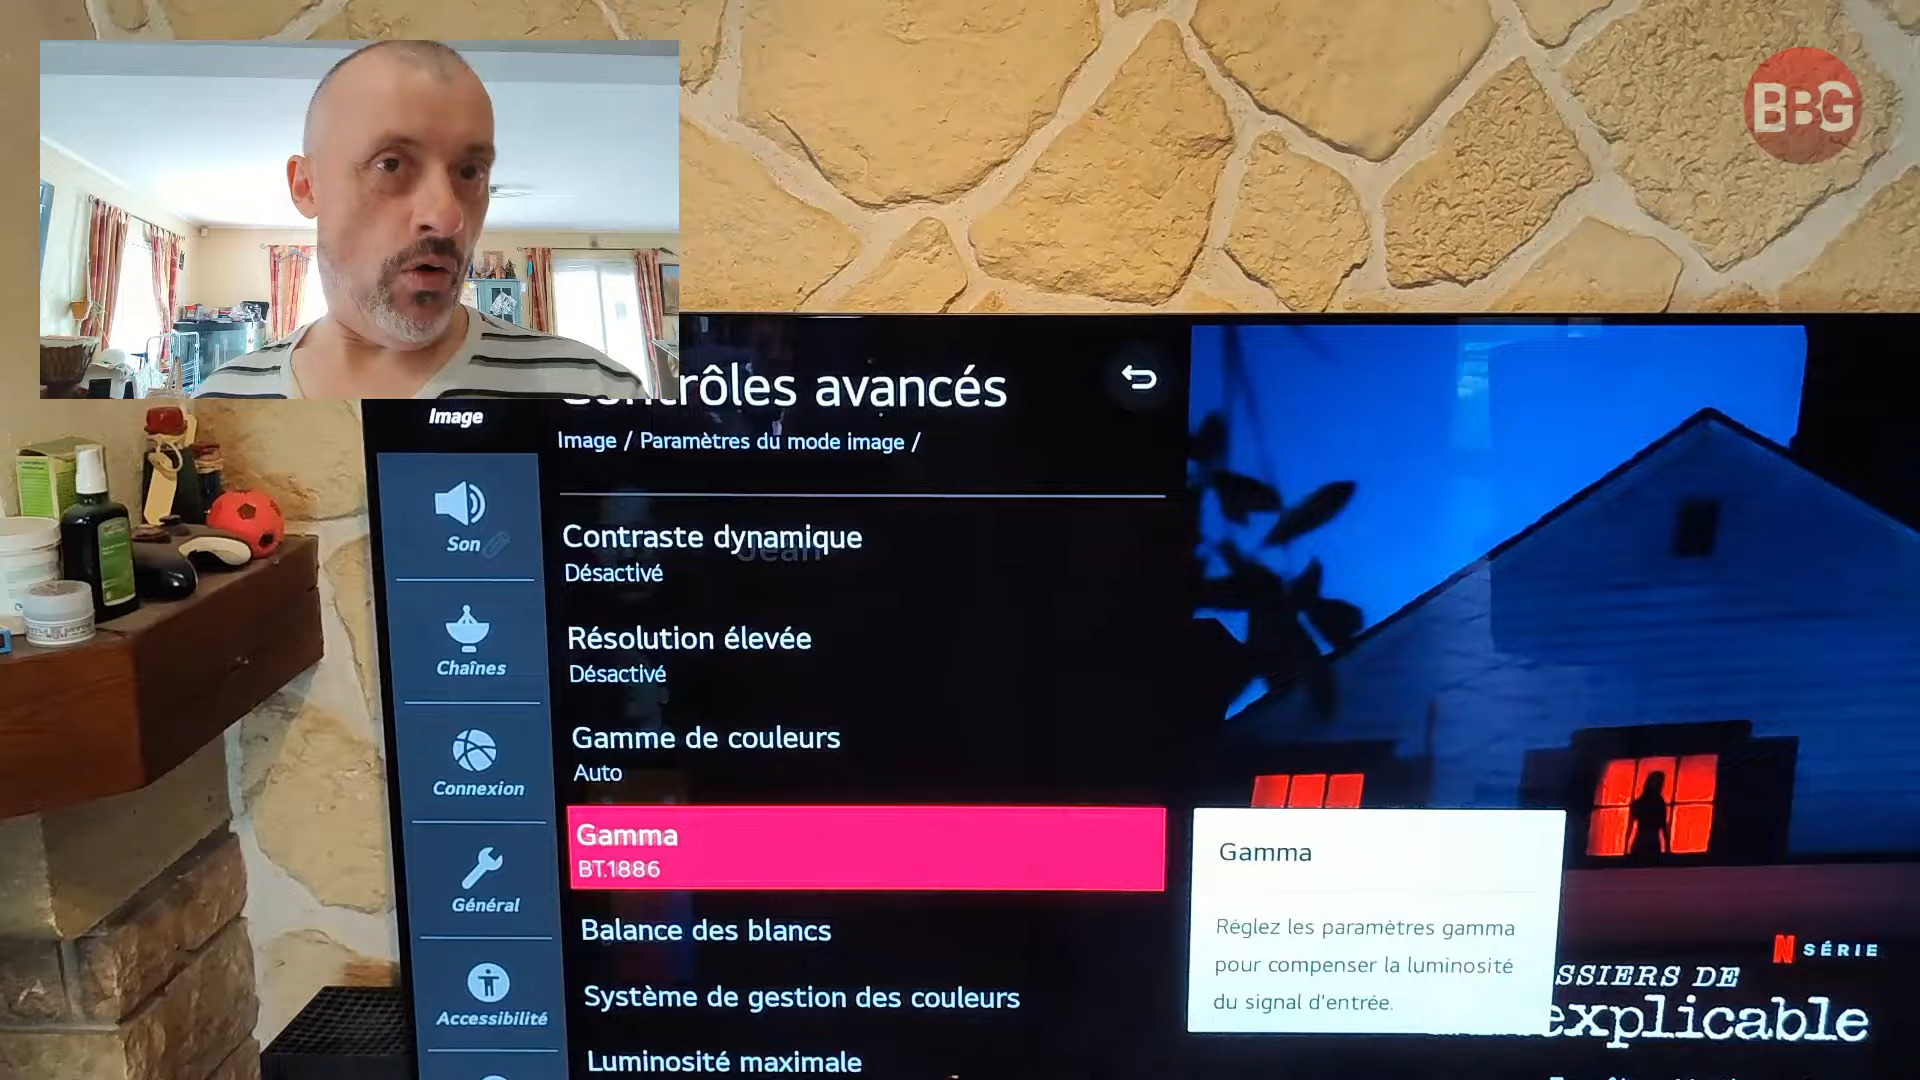 BBG
rôles avancés
Image
Image / Paramètres du mode image /
Son
Chaînes
Connexion
Général
Accessibilité
Contraste dynamique
Désactivé
Résolution élevée
Désactivé
Gamme de couleurs
Auto
Gamma
BT.1886
Balance des blancs
Système de gestion des couleurs
Luminosité maximale
Gamma
Réglez les paramètres gamma
pour compenser la luminosité
du signal d'entrée.
N SÉRIE
SSIERS DE
explicable